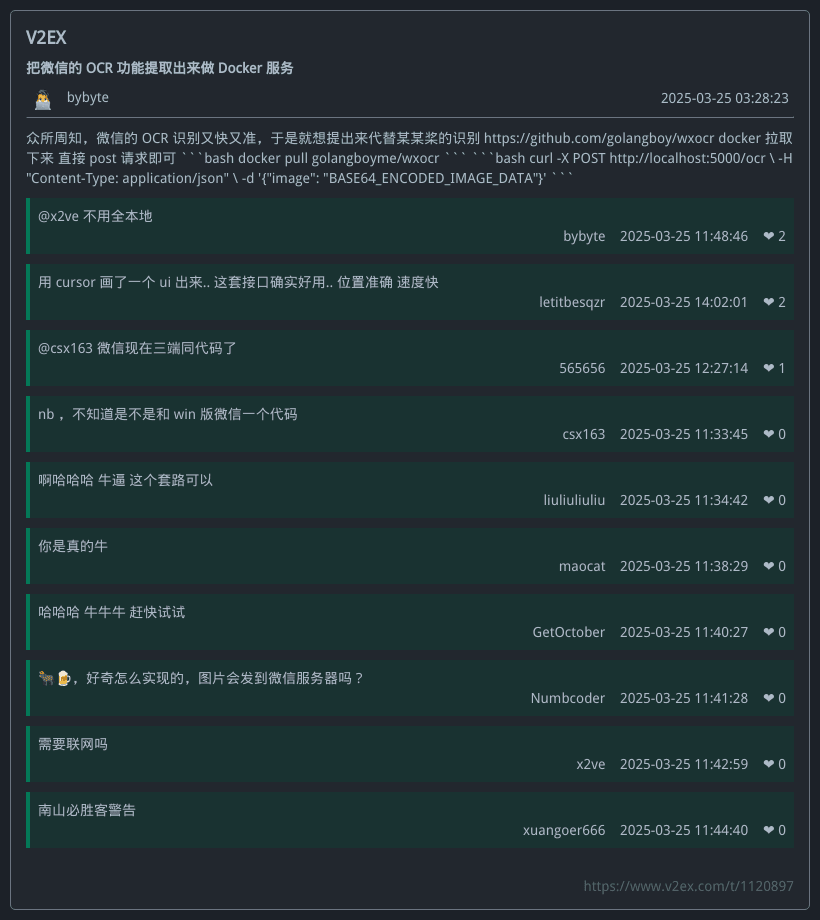 V2EX
把微信的 OCR 功能提取出来做 Docker 服务
bybyte 2025-03-25 03:28:23
众所周知，微信的 OCR 识别又快又准，于是就想提出来代替某某桨的识别 https://github.com/golangboy/wxocr docker 拉取
下来 直接 post 请求即可 ```bash docker pull golangboyme/wxocr ``` ```bash curl -X POST http://localhost:5000/ocr \ -H
"Content-Type: application/json" \ -d '{"image": "BASE64_ENCODED_IMAGE_DATA"}' ```
@x2ve 不用全本地
bybyte 2025-03-25 11:48:46 ❤ 2
用 cursor 画了一个 ui 出来.. 这套接口确实好用.. 位置准确 速度快
letitbesqzr 2025-03-25 14:02:01 ❤ 2
@csx163 微信现在三端同代码了
565656 2025-03-25 12:27:14 ❤ 1
nb ，不知道是不是和 win 版微信一个代码
csx163 2025-03-25 11:33:45 ❤ 0
啊哈哈哈 牛逼 这个套路可以
liuliuliuliu 2025-03-25 11:34:42 ❤ 0
你是真的牛
maocat 2025-03-25 11:38:29 ❤ 0
哈哈哈 牛牛牛 赶快试试
GetOctober 2025-03-25 11:40:27 ❤ 0
🐂🍺，好奇怎么实现的，图片会发到微信服务器吗？
Numbcoder 2025-03-25 11:41:28 ❤ 0
需要联网吗
x2ve 2025-03-25 11:42:59 ❤ 0
南山必胜客警告
xuangoer666 2025-03-25 11:44:40 ❤ 0
https://www.v2ex.com/t/1120897